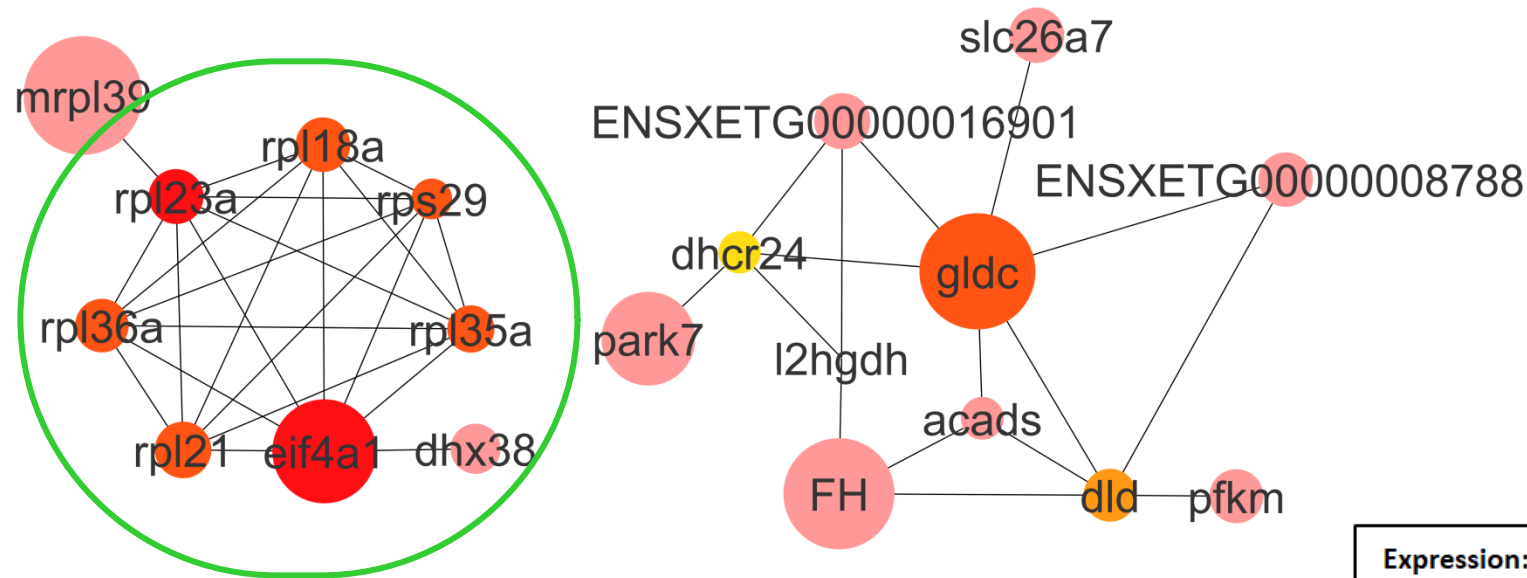 slc26a7
mrpl39
ENSXETG00000016901
rpl18a
ENSXETG00000008788
rpl23a
rps29
dhcr24
gldc
rpl36a
rpl35a
park7
l2hgdh
acads
rpl21
eif4a1
dhx38
FH
dld
pfkm
Expression: